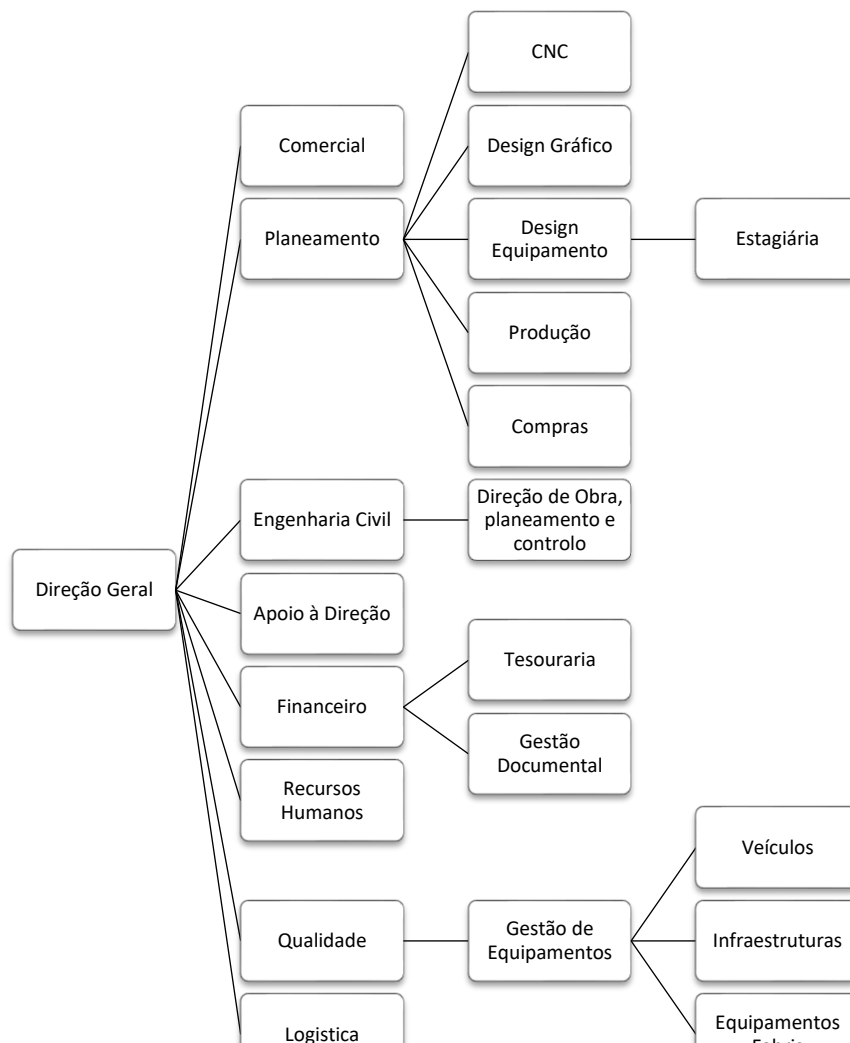 CNC
Comercial
Design Gráfico
Planeamento
Design
Equipamento
Estagiária
Produção
Compras
Engenharia Civil
Direção de Obra,
planeamento e
controlo
Direção Geral
Apoio à Direção
Tesouraria
Financeiro
Gestão
Documental
Recursos
Humanos
Veículos
Qualidade
Gestão de
Equipamentos
Infraestruturas
Logistica
Equipamentos